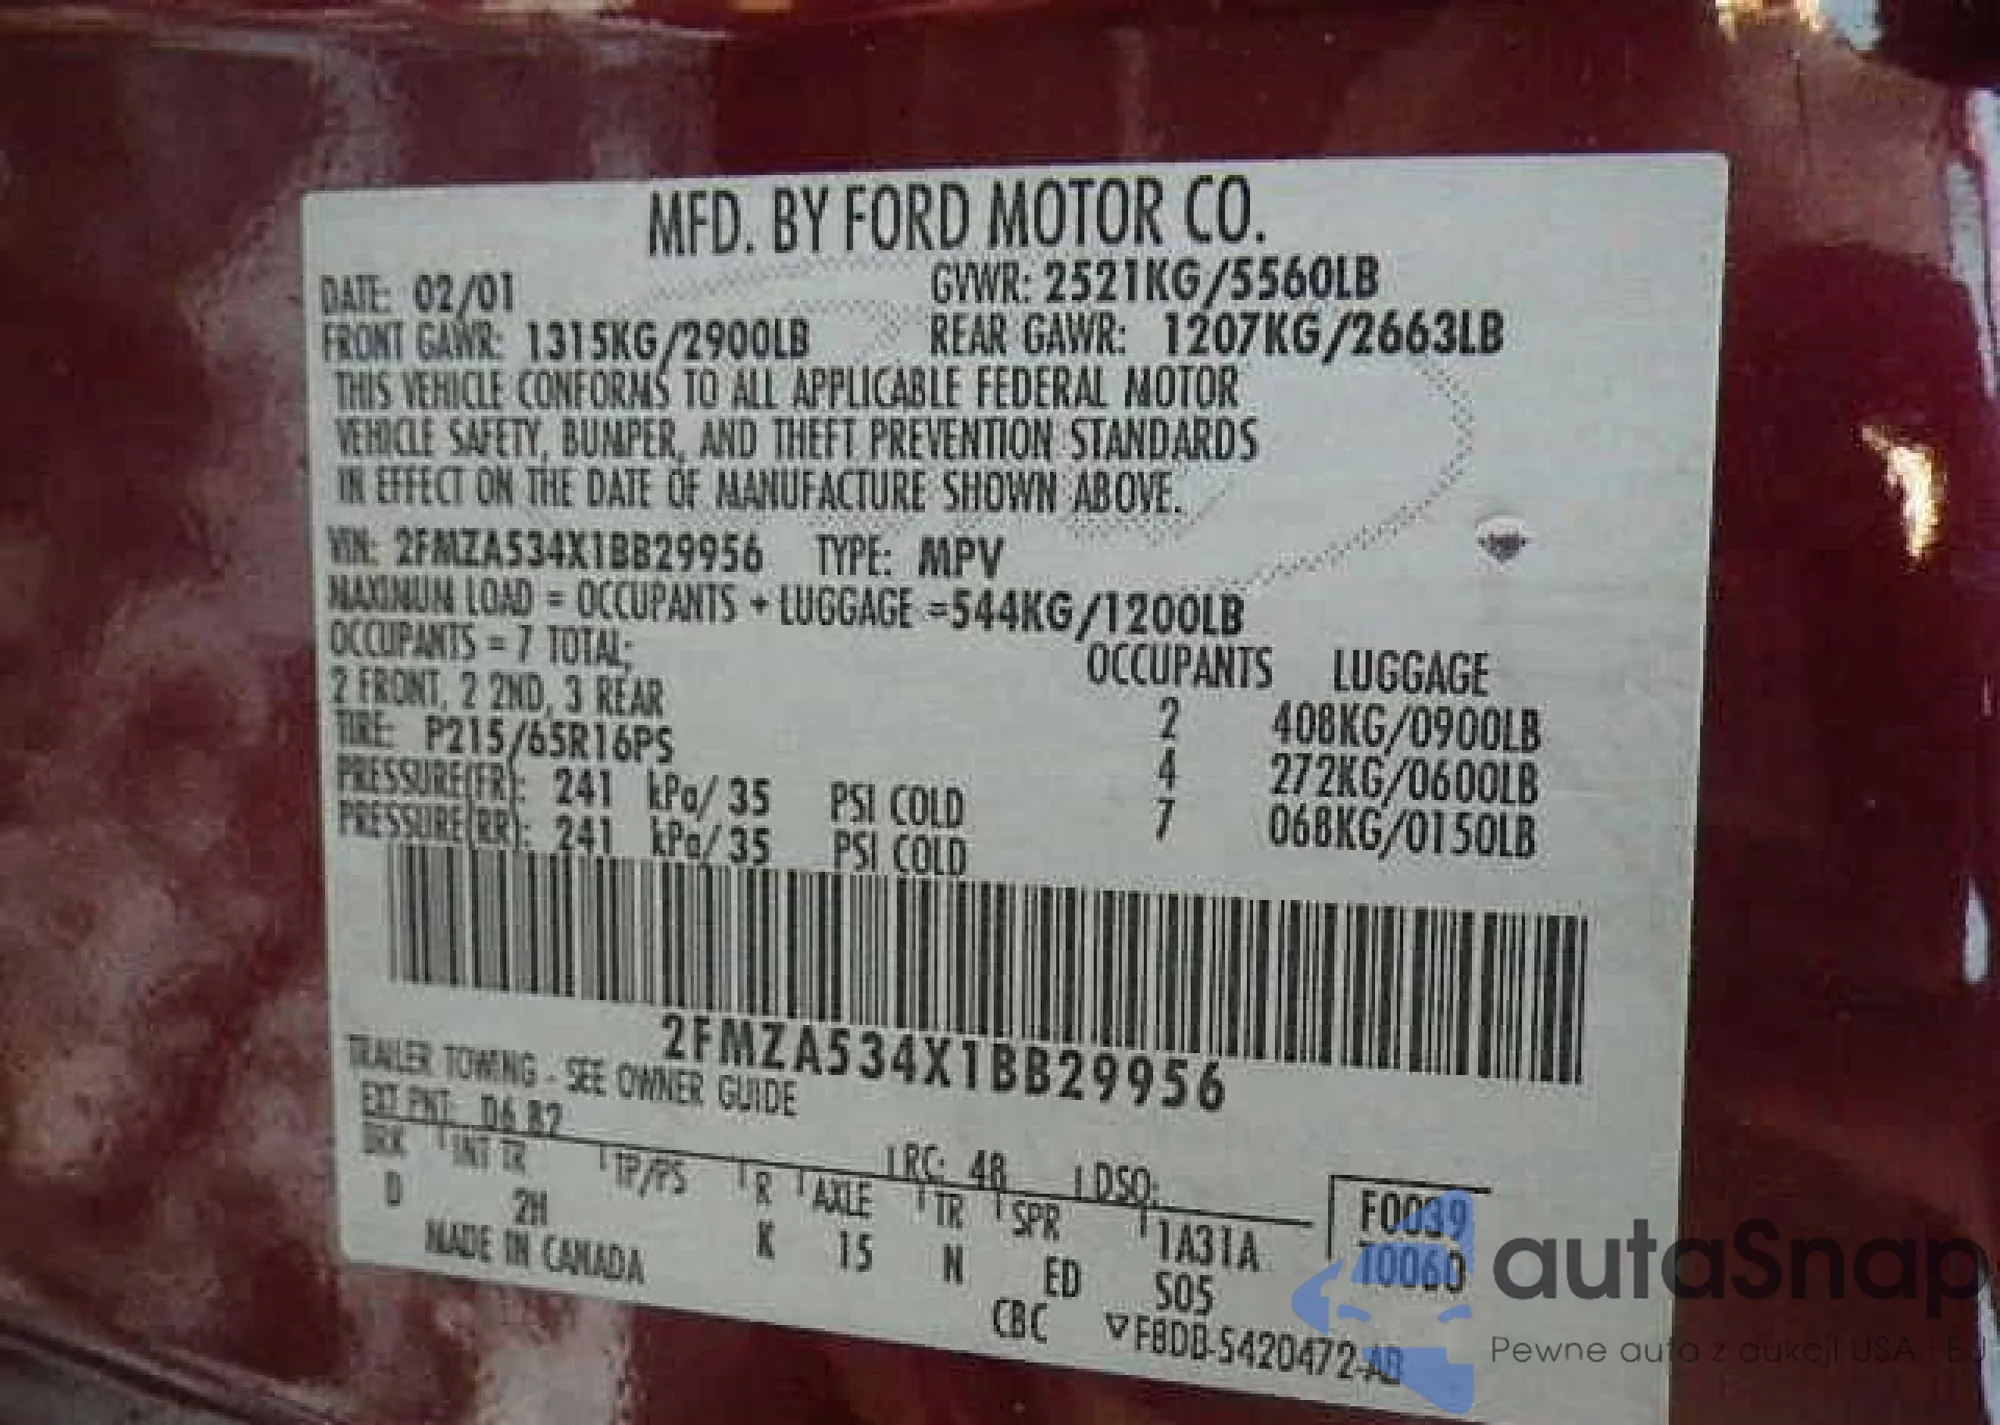 MFD. BY FORD MOTOR CO.
DATE: 02/01 GVWR: 2521KG/5560LB
FRONT GAWR: 1315KG/2900LB REAR GAWR: 1207KG/2663LB
THIS VEHICLE CONFORMS TO ALL APPLICABLE FEDERAL MOTOR
VEHICLE SAFETY, BUMPER, AND THEFT PREVENTION STANDARDS
IN EFFECT ON THE DATE OF MANUFACTURE SHOWN ABOVE.
VIN: 2FMZA534X1BB29956 TYPE: MPV
MAXIMUM LOAD = OCCUPANTS + LUGGAGE =544KG/1200LB
OCCUPANTS = 7 TOTAL; OCCUPANTS LUGGAGE
2 FRONT, 2 2ND, 3 REAR 2 408KG/0900LB
TIRE: P215/65R16PS 4 272KG/0600LB
PRESSURE(FR): 241 kPa/ 35 PSI COLD 7 068KG/0150LB
PRESSURE(RR): 241 kPa/ 35 PSI COLD
2FMZA534X1BB29956
TRAILER TOWING - SEE OWNER GUIDE
EXT PNT: D6 B7 RC: 48 DSO: F0039
BRK INT TR TP/PS R AXLE TR SPR 1A31A T0060
D 2H K 15 N ED S05
MADE IN CANADA CBC ▽F8DB-5420472-AB
autaSnap
Pewne auta z aukcji USA i EU